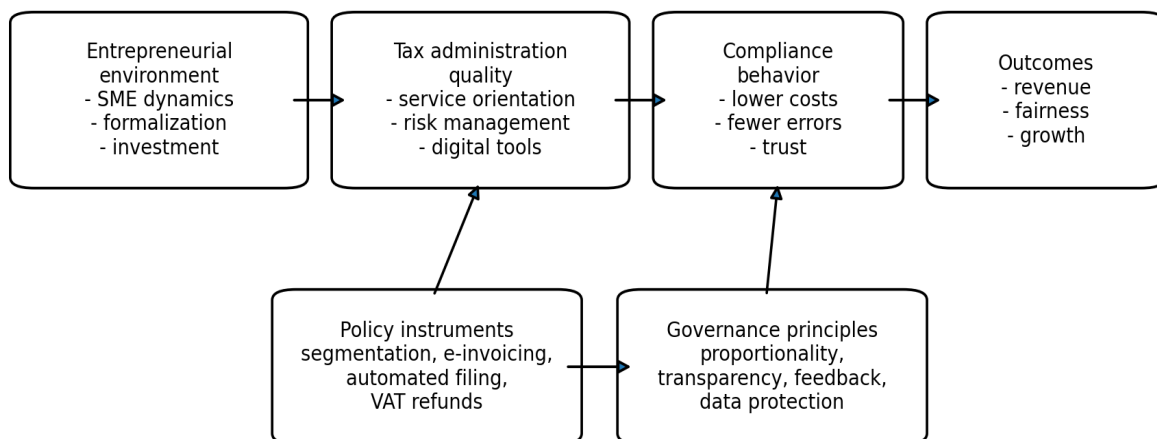 Entrepreneurial
environment
- SME dynamics
- formalization
- investment
Tax administration
quality
- service orientation
- risk management
- digital tools
Compliance
behavior
- lower costs
- fewer errors
- trust
Outcomes
- revenue
- fairness
- growth
Policy instruments
segmentation, e-invoicing,
automated filing,
VAT refunds
Governance principles
proportionality,
transparency, feedback,
data protection